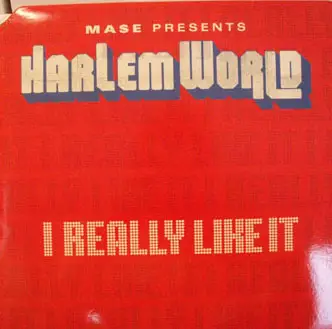 MASE PRESENTS
HARLEM WORLD
I REALLY LIKE IT